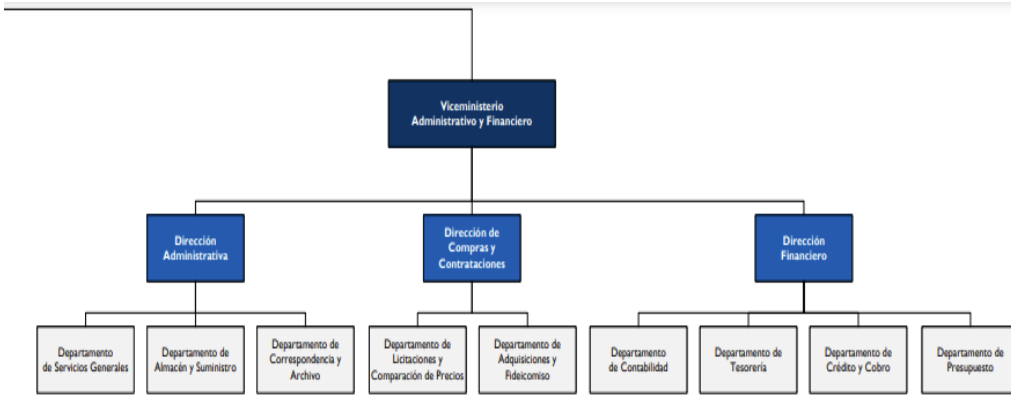 Viceministerio
Administrativo y Financiero
Dirección
Administrativa
Dirección de
Compras y
Contrataciones
Dirección
Financiero
Departamento
de Servicios Generales
Departamento de
Almacén y Suministro
Departamento de
Correspondencia y
Archivo
Departamento de
Licitaciones y
Comparación de Precios
Departamento de
Adquisiciones y
Fideicomiso
Departamento
de Contabilidad
Departamento de
Tesorería
Departamento de
Crédito y Cobro
Departamento de
Presupuesto